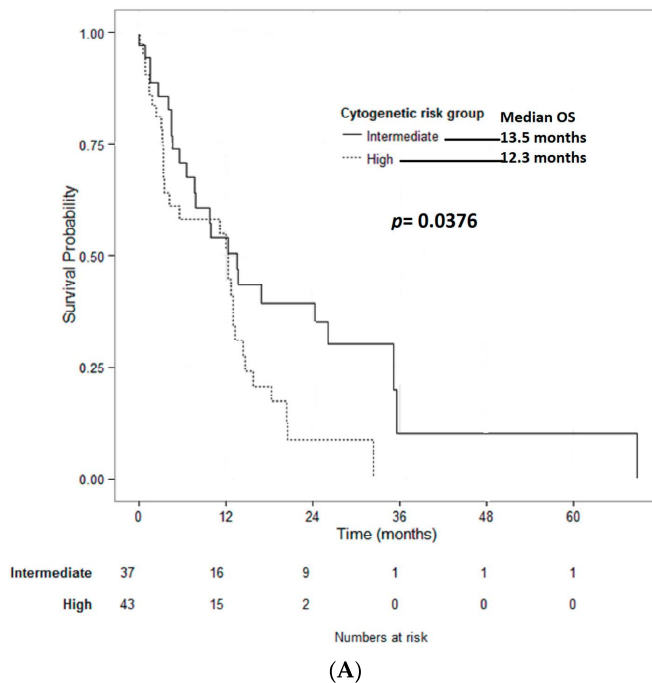 1.00
0.75
0.50
0.25
0.00
Survival Probability
Cytogenetic risk group Median OS
Intermediate 13.5 months
High 12.3 months
p= 0.0376
0 12 24 36 48 60
Time (months)
Intermediate 37 16 9 1 1 1
High 43 15 2 0 0 0
Numbers at risk
(A)